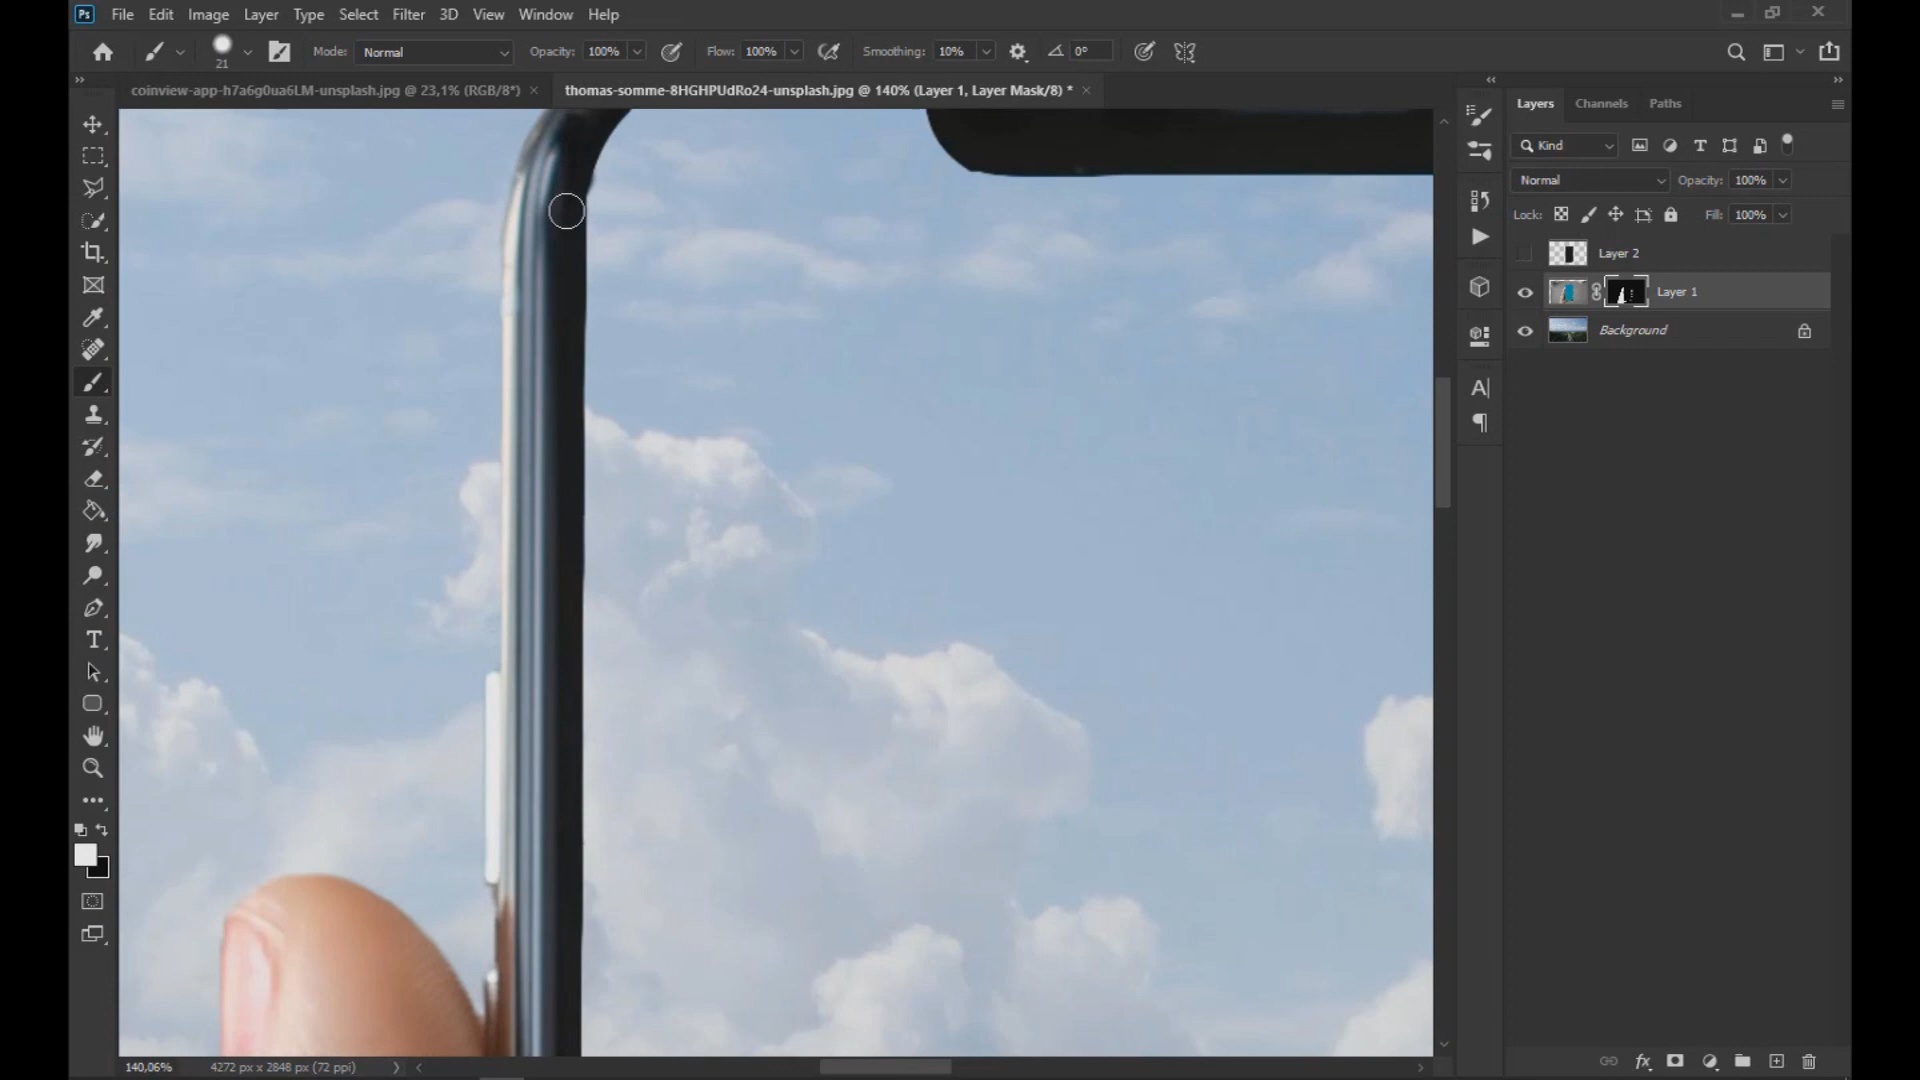 Ps File Edit Image Layer Type Select Filter 3D View Window Help
21 Mode: Normal Opacity: 100% Flow: 100% Smoothing: 10% 0°
coinview-app-h7a6g0ua6LM-unsplash.jpg @ 23,1% (RGB/8*) × thomas-somme-8HGHPUdRo24-unsplash.jpg @ 140% (Layer 1, Layer Mask/8) * ×
Layers Channels Paths
Kind
Normal Opacity: 100%
Lock: Fill: 100%
Layer 2
Layer 1
Background
140,06% 4272 px x 2848 px (72 ppi)